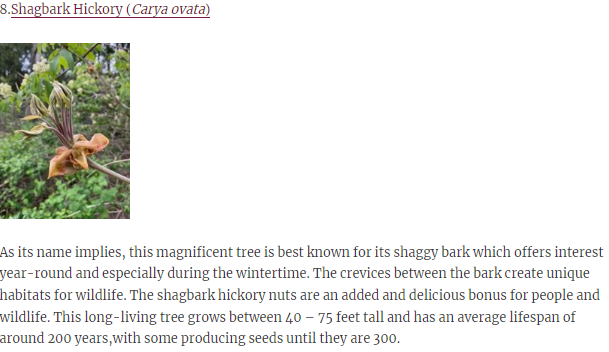 8.Shagbark Hickory (Carya ovata)
As its name implies, this magnificent tree is best known for its shaggy bark which offers interest
year-round and especially during the wintertime. The crevices between the bark create unique
habitats for wildlife. The shagbark hickory nuts are an added and delicious bonus for people and
wildlife. This long-living tree grows between 40 – 75 feet tall and has an average lifespan of
around 200 years,with some producing seeds until they are 300.